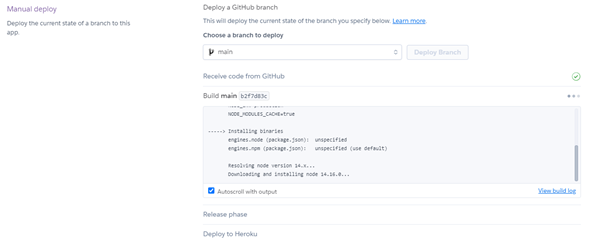 Manual deploy
Deploy the current state of a branch to this
app.
Deploy a GitHub branch
This will deploy the current state of the branch you specify below. Learn more.
Choose a branch to deploy
main
Deploy Branch
Receive code from GitHub
Build main b2f7d83c
NODE_MODULES_CACHE=true
-----> Installing binaries
engines.node (package.json): unspecified
engines.npm (package.json): unspecified (use default)
Resolving node version 14.x...
Downloading and installing node 14.16.0...
Autoscroll with output
View build log
Release phase
Deploy to Heroku